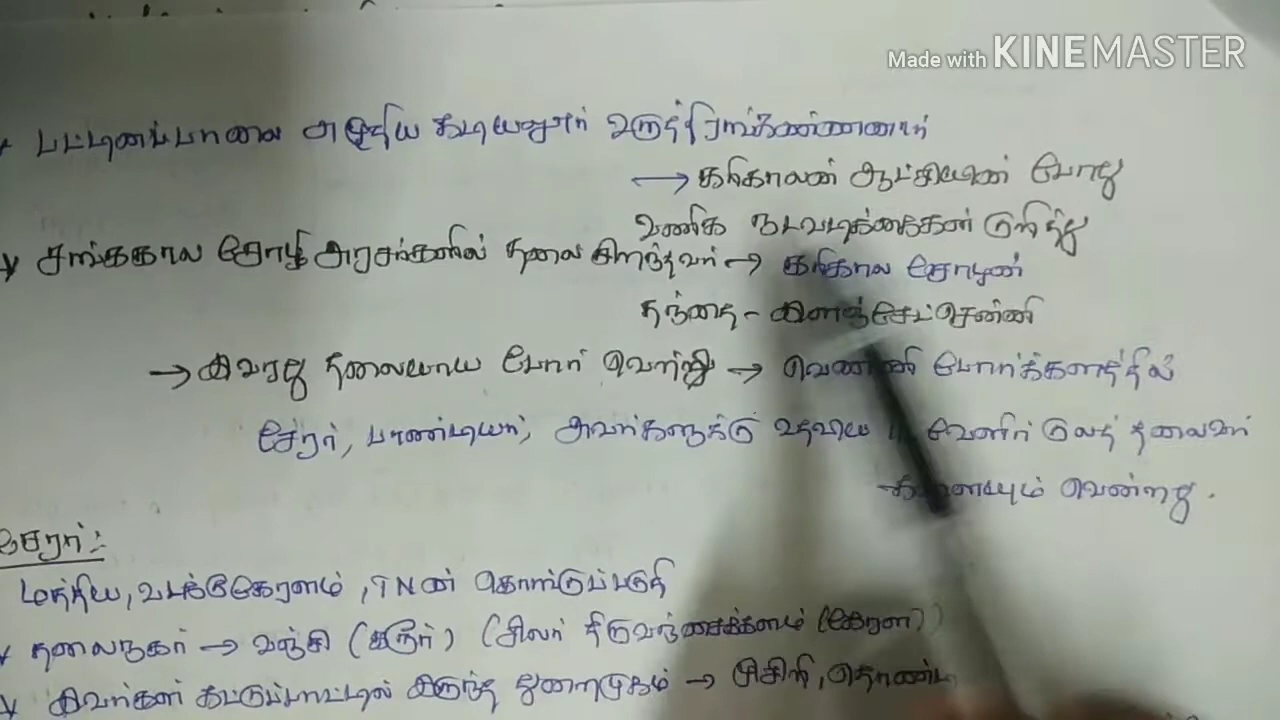 Made with KINEMASTER
பட்டினப்பாலை எழுதிய கடியலூர் உருத்திரங்கண்ணனார்
→ கரிகாலன் ஆட்சியின் போது
வணிக நடவடிக்கைகள் குறித்து
சங்ககால சோழ அரசர்களில் தலை சிறந்தவர் → கரிகால சோழன்
தந்தை - இளஞ்சேட்சென்னி
→ இவரது தலையாய போர் வெற்றி → வெண்ணி போர்க்களத்தில்
சேரர், பாண்டியர், அவர்களுக்கு உதவிய 11 வேளிர் குலத் தலைவர்
களையும் வென்றது.
சேரர்:
மத்திய, வடக்குகேரளம், TNன் கொங்குப்பகுதி
தலைநகர் → வஞ்சி (கரூர்) (சிலர் திருவஞ்சைக்களம் (கேரளா))
இவர்கள் கட்டுப்பாட்டில் இருந்த துறைமுகம் → முசிறி,